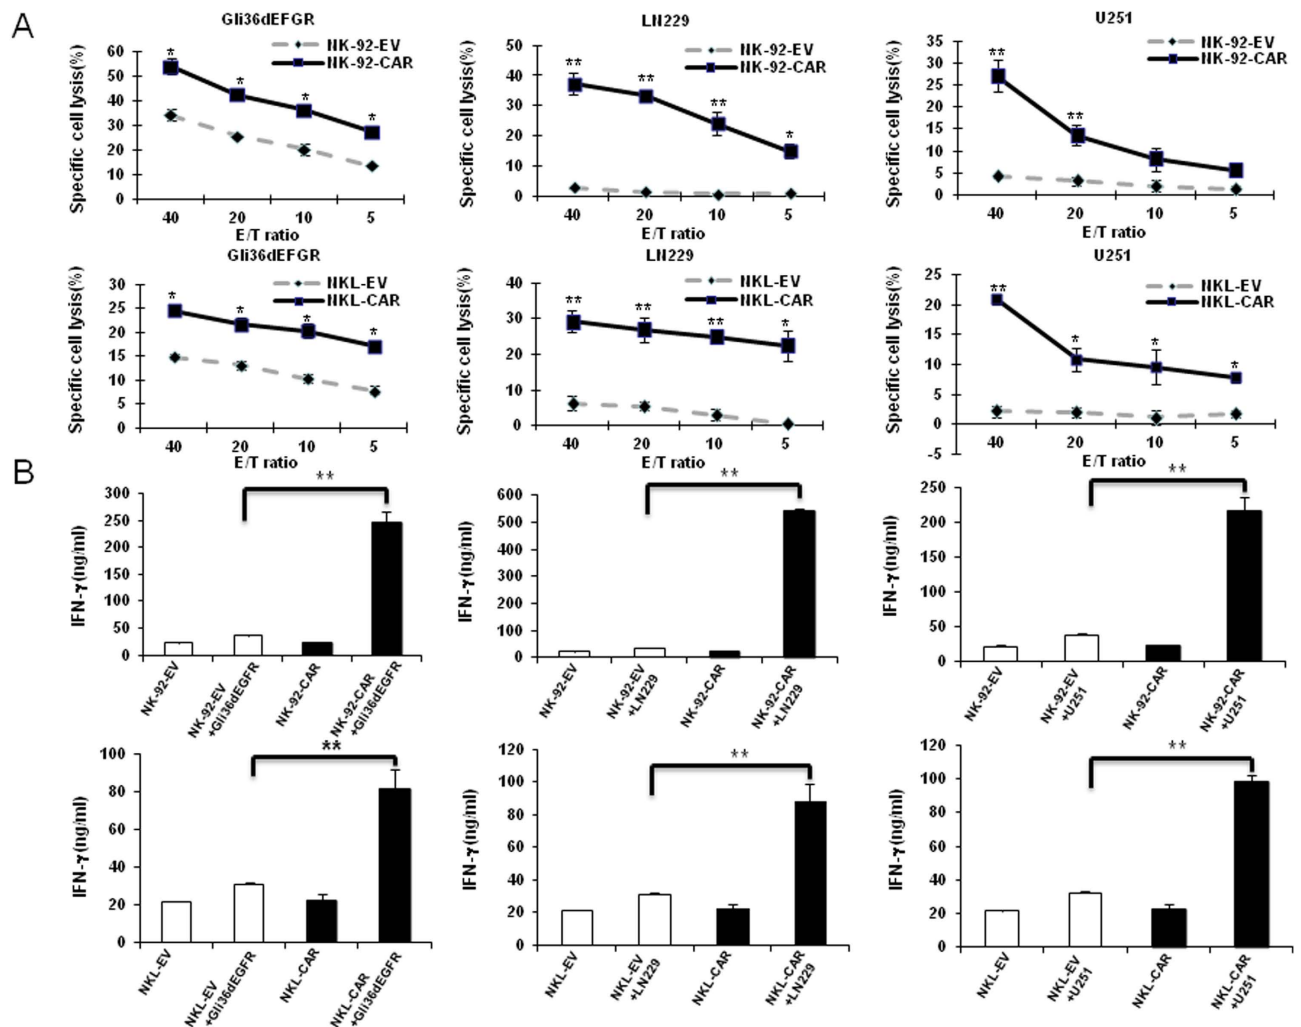 A
Gli36dEFGR
Specific cell lysis(%)
60
50
40
30
20
10
0
NK-92-EV
NK-92-CAR
*
*
*
*
40 20 10 5
E/T ratio
LN229
Specific cell lysis(%)
50
40
30
20
10
0
NK-92-EV
NK-92-CAR
**
**
**
*
40 20 10 5
E/T ratio
U251
Specific cell lysis(%)
35
30
25
20
15
10
5
0
NK-92-EV
NK-92-CAR
**
**
40 20 10 5
E/T ratio
Gli36dEFGR
Specific cell lysis(%)
30
25
20
15
10
5
0
NKL-EV
NKL-CAR
*
*
*
*
40 20 10 5
E/T ratio
LN229
Specific cell lysis(%)
40
30
20
10
0
NKL-EV
NKL-CAR
**
**
**
*
40 20 10 5
E/T ratio
U251
Specific cell lysis(%)
25
20
15
10
5
0
-5
NKL-EV
NKL-CAR
**
*
*
*
40 20 10 5
E/T ratio
B
IFN-γ(ng/ml)
300
250
200
150
100
50
0
**
NK-92-EV
NK-92-EV
+Gli36dEGFR
NK-92-CAR
NK-92-CAR
+Gli36dEGFR
IFN-γ(ng/ml)
600
500
400
300
200
100
0
**
NK-92-EV
NK-92-EV
+LN229
NK-92-CAR
NK-92-CAR
+LN229
IFN-γ(ng/ml)
250
200
150
100
50
0
**
NK-92-EV
NK-92-EV
+U251
NK-92-CAR
NK-92-CAR
+U251
IFN-γ(ng/ml)
100
80
60
40
20
0
**
NKL-EV
NKL-EV
+Gli36dEGFR
NKL-CAR
NKL-CAR
+Gli36dEGFR
IFN-γ(ng/ml)
120
100
80
60
40
20
0
**
NKL-EV
NKL-EV
+LN229
NKL-CAR
NKL-CAR
+LN229
IFN-γ(ng/ml)
120
100
80
60
40
20
0
**
NKL-EV
NKL-EV
+U251
NKL-CAR
NKL-CAR
+U251